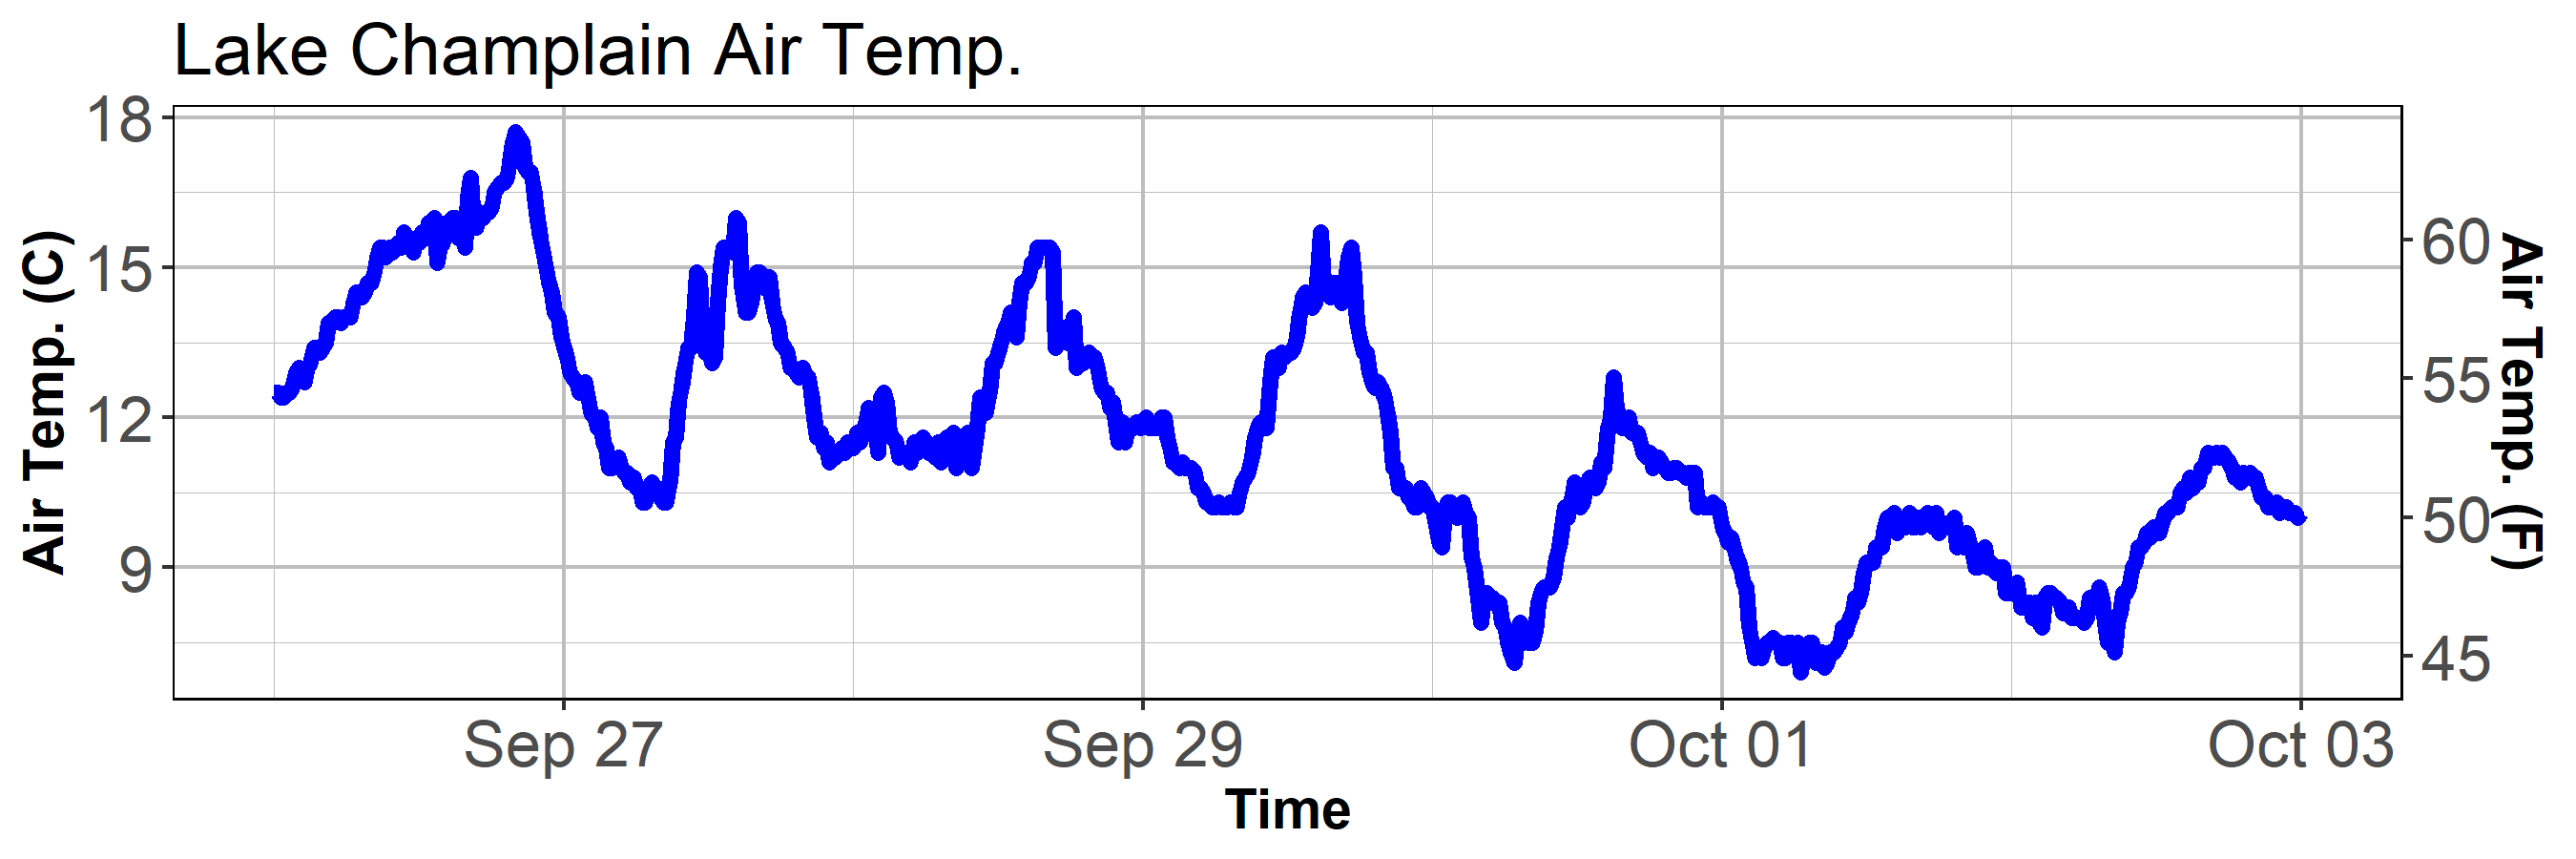 Lake Champlain Air Temp.
18
15
12
9
Air Temp. (C)
60
55
50
45
Air Temp. (F)
Sep 27
Sep 29
Oct 01
Oct 03
Time